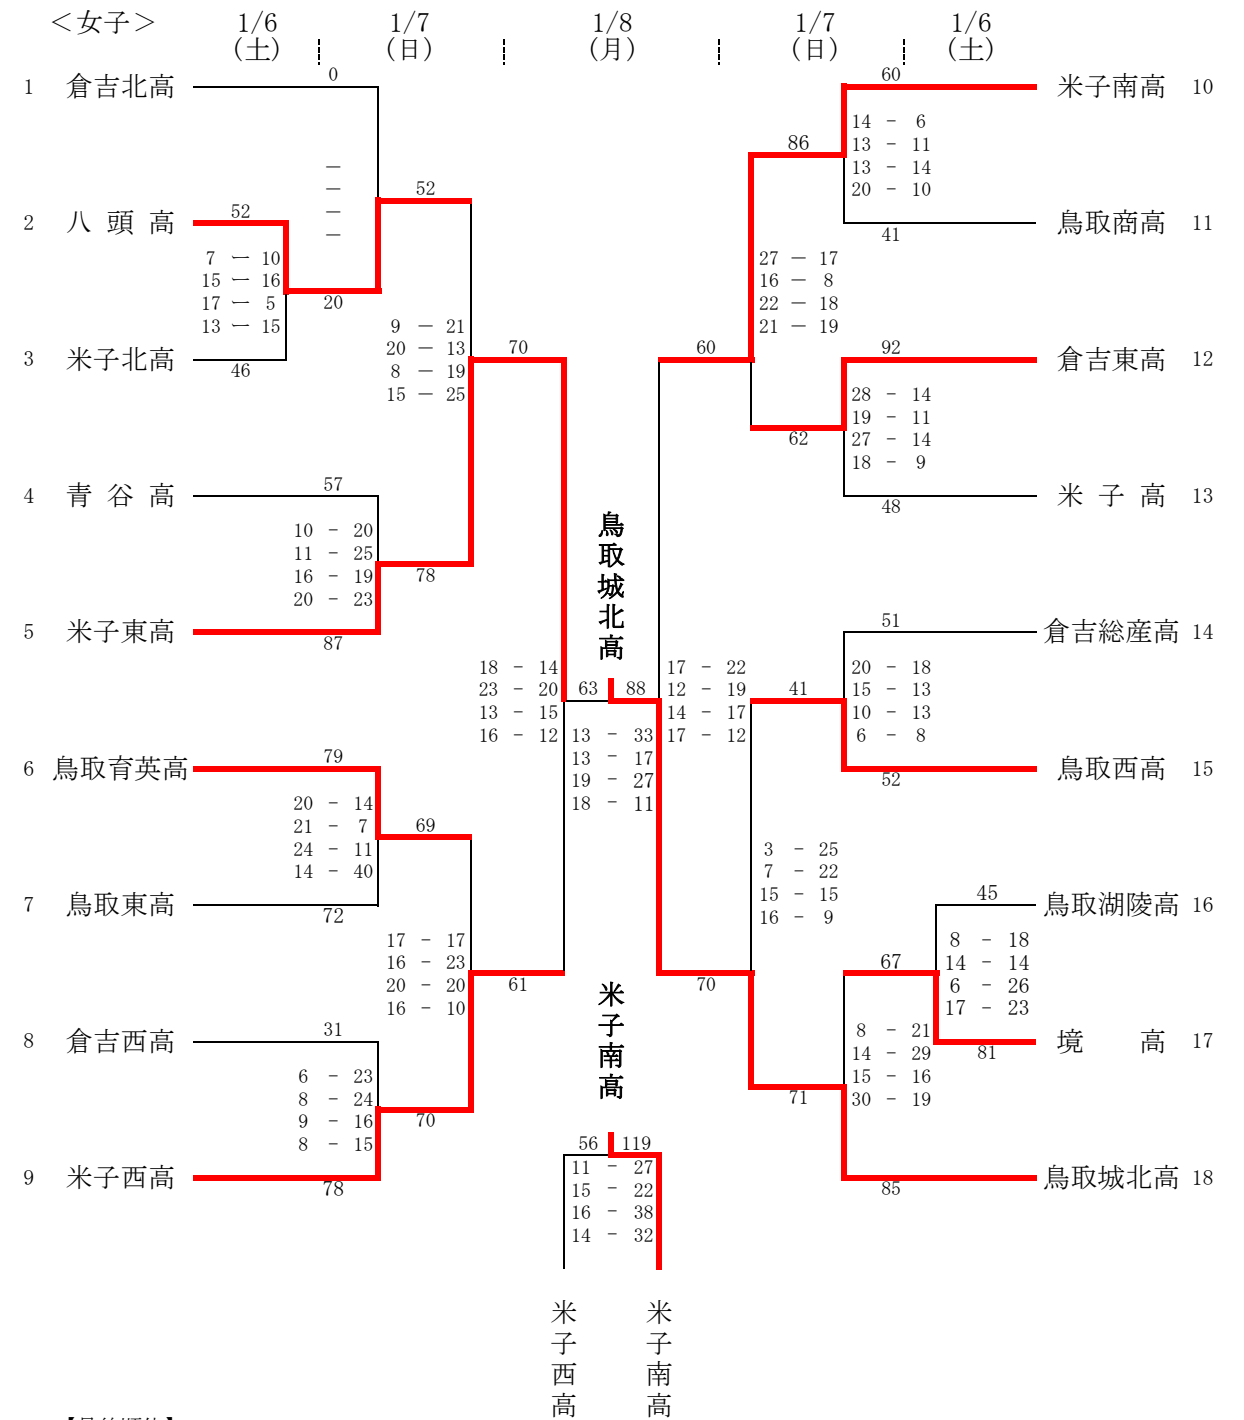 ＜女子＞
1/6 1/7 1/8 1/7 1/6
(土) (日) (月) (日) (土)
1 倉吉北高
0
2 八頭高
52
－
－
－
－
7 － 10
15 － 16
17 － 5
13 － 15
20
3 米子北高
46
52
9 － 21
20 － 13
8 － 19
15 － 25
4 青谷高
57
10 - 20
11 - 25
16 - 19
20 - 23
5 米子東高
87
78
70
6 鳥取育英高
79
20 - 14
21 - 7
24 - 11
14 - 40
7 鳥取東高
72
69
17 - 17
16 - 23
20 - 20
16 - 10
8 倉吉西高
31
6 - 23
8 - 24
9 - 16
8 - 15
9 米子西高
78
70
61
18 - 14
23 - 20
13 - 15
16 - 12
鳥取城北高
63 88
13 - 33
13 - 17
19 - 27
18 - 11
17 - 22
12 - 19
14 - 17
17 - 12
米子南高
56 119
11 - 27
15 - 22
16 - 38
14 - 32
米子西高
米子南高
60
米子南高 10
14 - 6
13 - 11
13 - 14
20 - 10
鳥取商高 11
41
86
27 － 17
16 － 8
22 － 18
21 － 19
60
92
倉吉東高 12
28 - 14
19 - 11
27 - 14
18 - 9
62
米子高 13
48
51
倉吉総産高 14
20 - 18
15 - 13
10 - 13
6 - 8
鳥取西高 15
52
41
3 - 25
7 - 22
15 - 15
16 - 9
70
45
鳥取湖陵高 16
8 - 18
14 - 14
6 - 26
17 - 23
境高 17
81
67
8 - 21
14 - 29
15 - 16
30 - 19
71
鳥取城北高 18
85